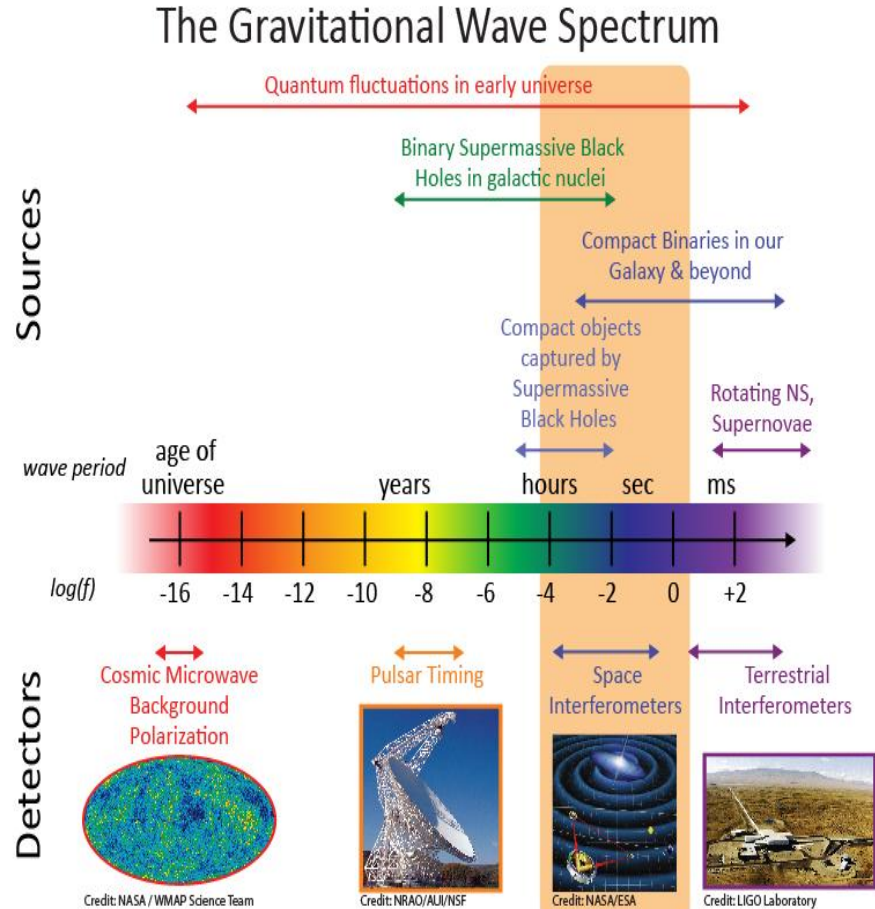 The Gravitational Wave Spectrum
Sources
Quantum fluctuations in early universe
Binary Supermassive Black
Holes in galactic nuclei
Compact Binaries in our
Galaxy & beyond
Compact objects
captured by
Supermassive
Black Holes
Rotating NS,
Supernovae
wave period
age of
universe
years
hours
sec
ms
log(f)
-16 -14 -12 -10 -8 -6 -4 -2 0 +2
Detectors
Cosmic Microwave
Background
Polarization
Pulsar Timing
Space
Interferometers
Terrestrial
Interferometers
Credit: NASA / WMAP Science Team
Credit: NRAO/AUI/NSF
Credit: NASA/ESA
Credit: LIGO Laboratory